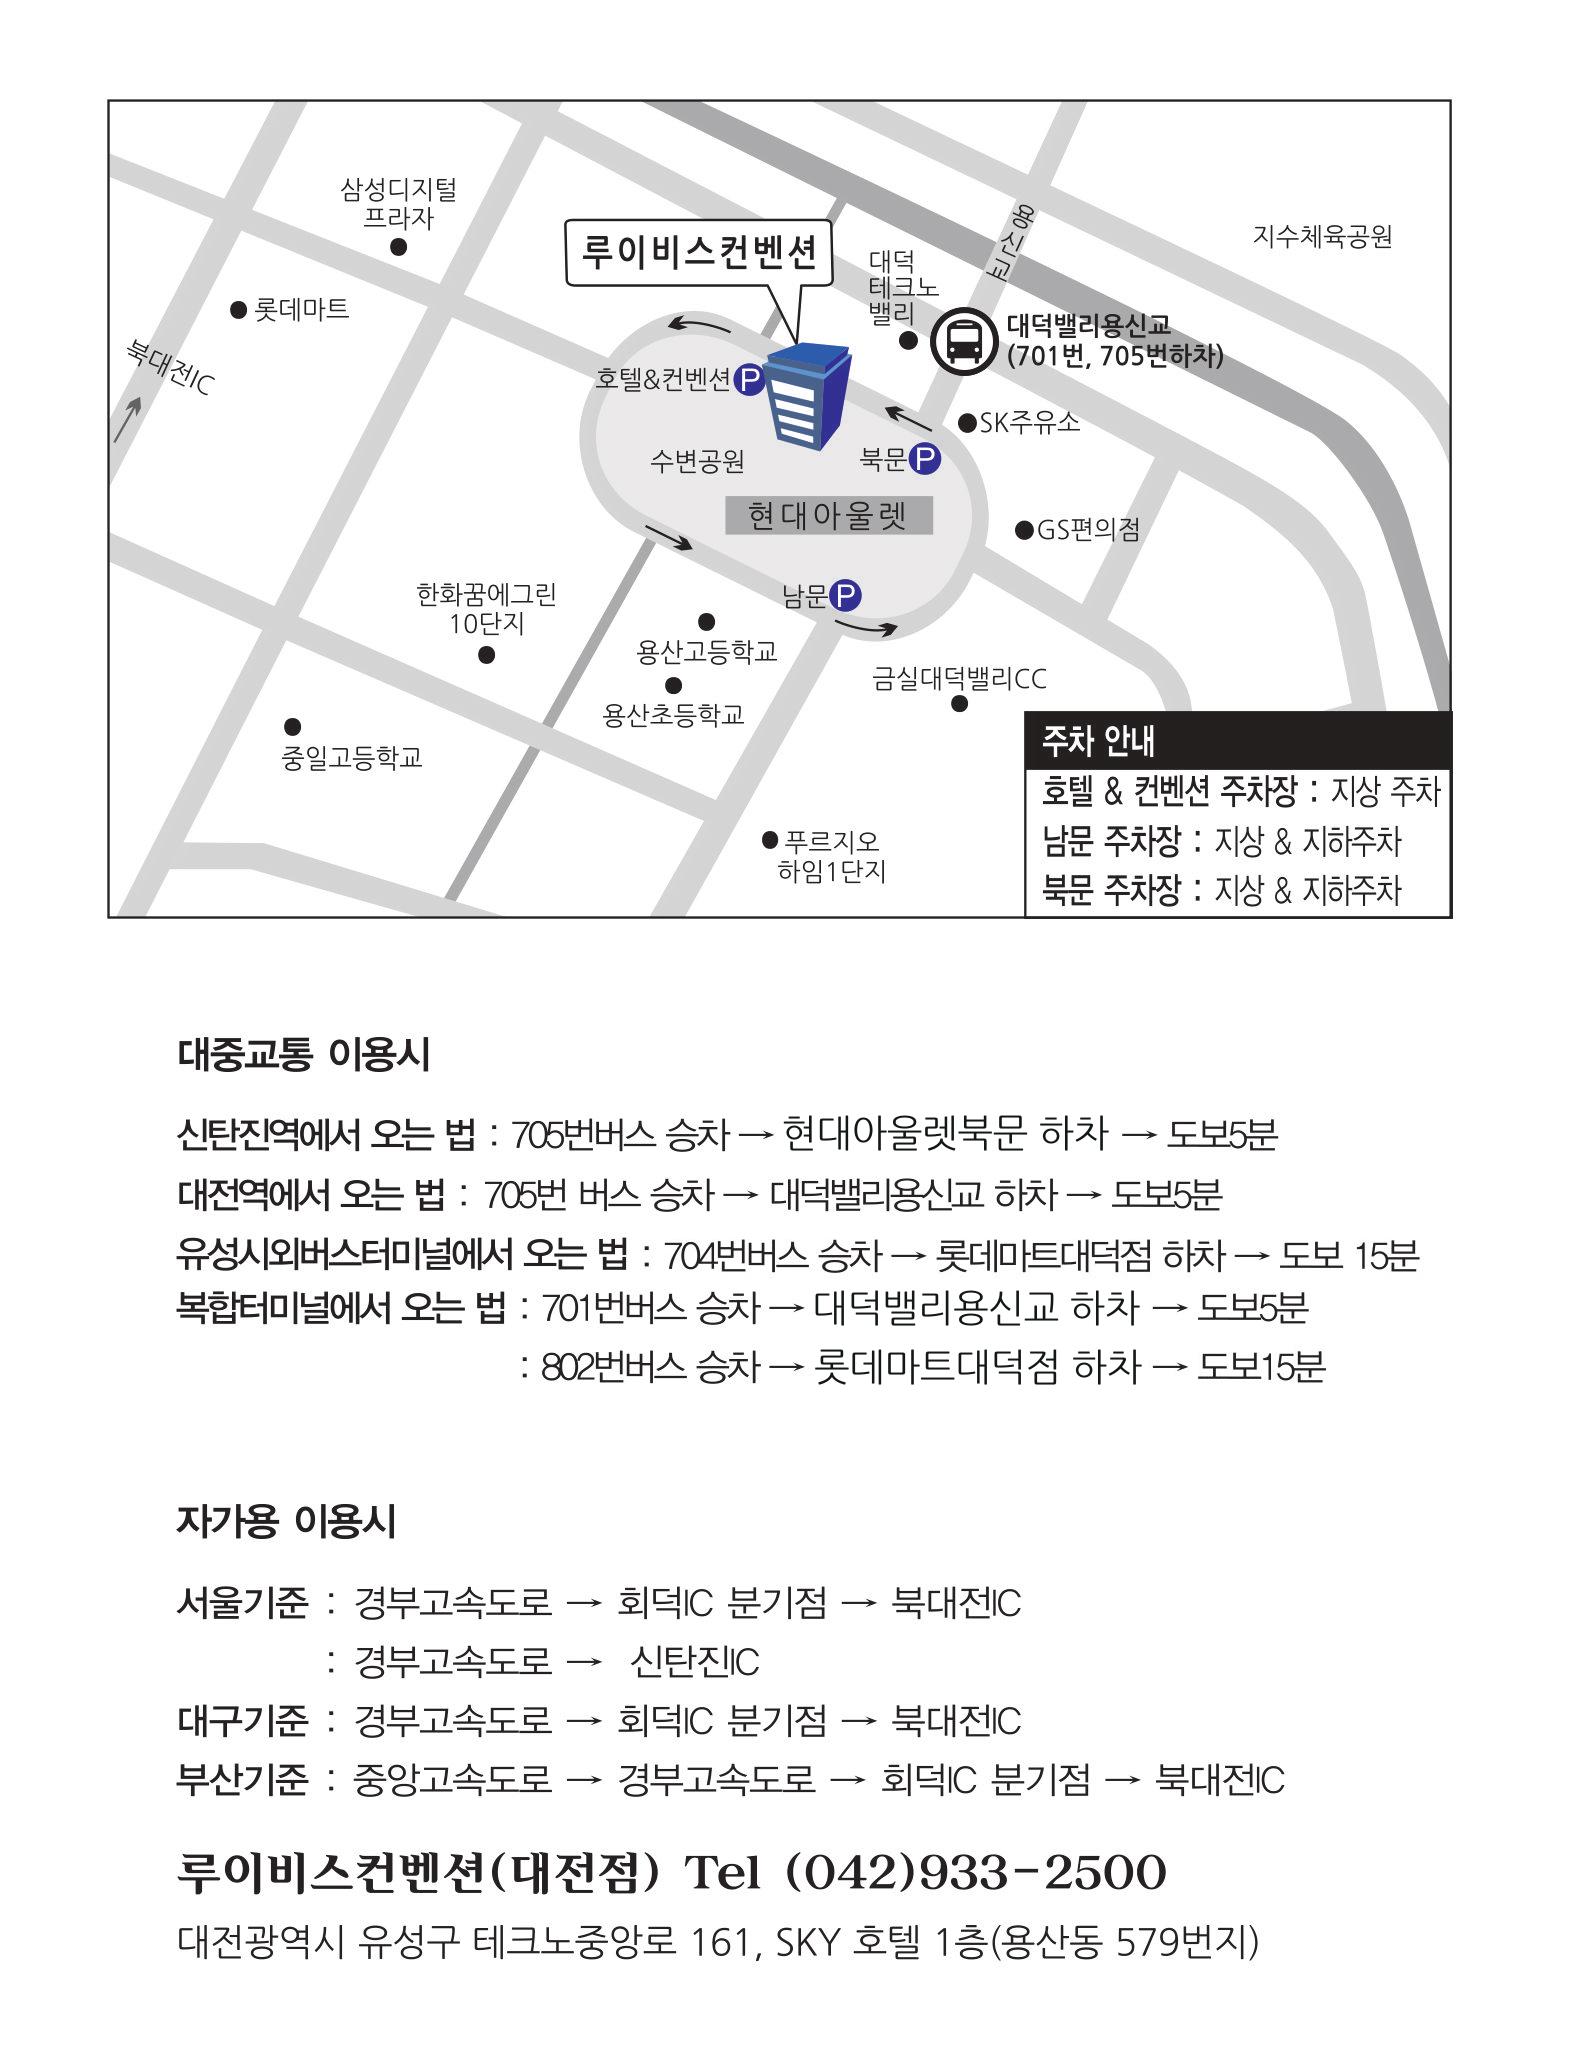 삼성디지털
프라자
롯데마트
북대전IC
루이비스컨벤션
대덕
테크노
밸리
용신교
지수체육공원
대덕밸리용신교
(701번, 705번하차)
호텔&컨벤션 P
SK주유소
수변공원
북문 P
현대아울렛
GS편의점
남문 P
한화꿈에그린
10단지
용산고등학교
용산초등학교
금실대덕밸리CC
중일고등학교
푸르지오
하임1단지
주차 안내
호텔 & 컨벤션 주차장 : 지상 주차
남문 주차장 : 지상 & 지하주차
북문 주차장 : 지상 & 지하주차
대중교통 이용시
신탄진역에서 오는 법 : 705번버스 승차 → 현대아울렛북문 하차 → 도보5분
대전역에서 오는 법 : 705번 버스 승차 → 대덕밸리용신교 하차 → 도보5분
유성시외버스터미널에서 오는 법 : 704번버스 승차 → 롯데마트대덕점 하차 → 도보 15분
복합터미널에서 오는 법 : 701번버스 승차 → 대덕밸리용신교 하차 → 도보5분
: 802번버스 승차 → 롯데마트대덕점 하차 → 도보15분
자가용 이용시
서울기준 : 경부고속도로 → 회덕IC 분기점 → 북대전IC
: 경부고속도로 → 신탄진IC
대구기준 : 경부고속도로 → 회덕IC 분기점 → 북대전IC
부산기준 : 중앙고속도로 → 경부고속도로 → 회덕IC 분기점 → 북대전IC
루이비스컨벤션(대전점) Tel (042)933-2500
대전광역시 유성구 테크노중앙로 161, SKY 호텔 1층(용산동 579번지)